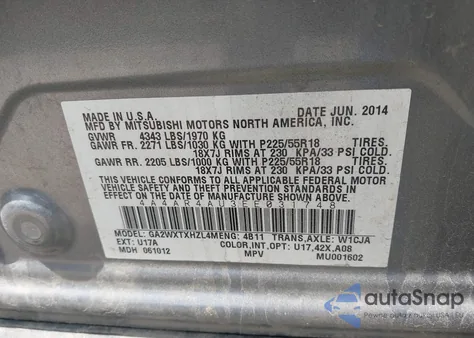 MADE IN U.S.A. DATE JUN. 2014
MFD. BY MITSUBISHI MOTORS NORTH AMERICA, INC.
GVWR 4343 LBS/1970 KG
GAWR FR. 2271 LBS/1030 KG WITH P225/55R18 TIRES.
18X7J RIMS AT 230 KPA/33 PSI COLD.
GAWR RR. 2205 LBS/1000 KG WITH P225/55R18 TIRES.
18X7J RIMS AT 230 KPA/33 PSI COLD.
THIS VEHICLE CONFORMS TO ALL APPLICABLE FEDERAL MOTOR
VEHICLE SAFETY, BUMPER, AND THEFT PREVENTION STANDARDS
IN EFFECT ON THE DATE OF MANUFACTURE SHOWN ABOVE.
4A4AR4AU3EE031748
MODEL: GA2WXTXHZL4M ENG: 4B11 TRANS,AXLE: W1CJA
EXT: U17A COLOR,INT,OPT: U17,42X,A08
MDH 061012 MPV MU001602
autoSnap